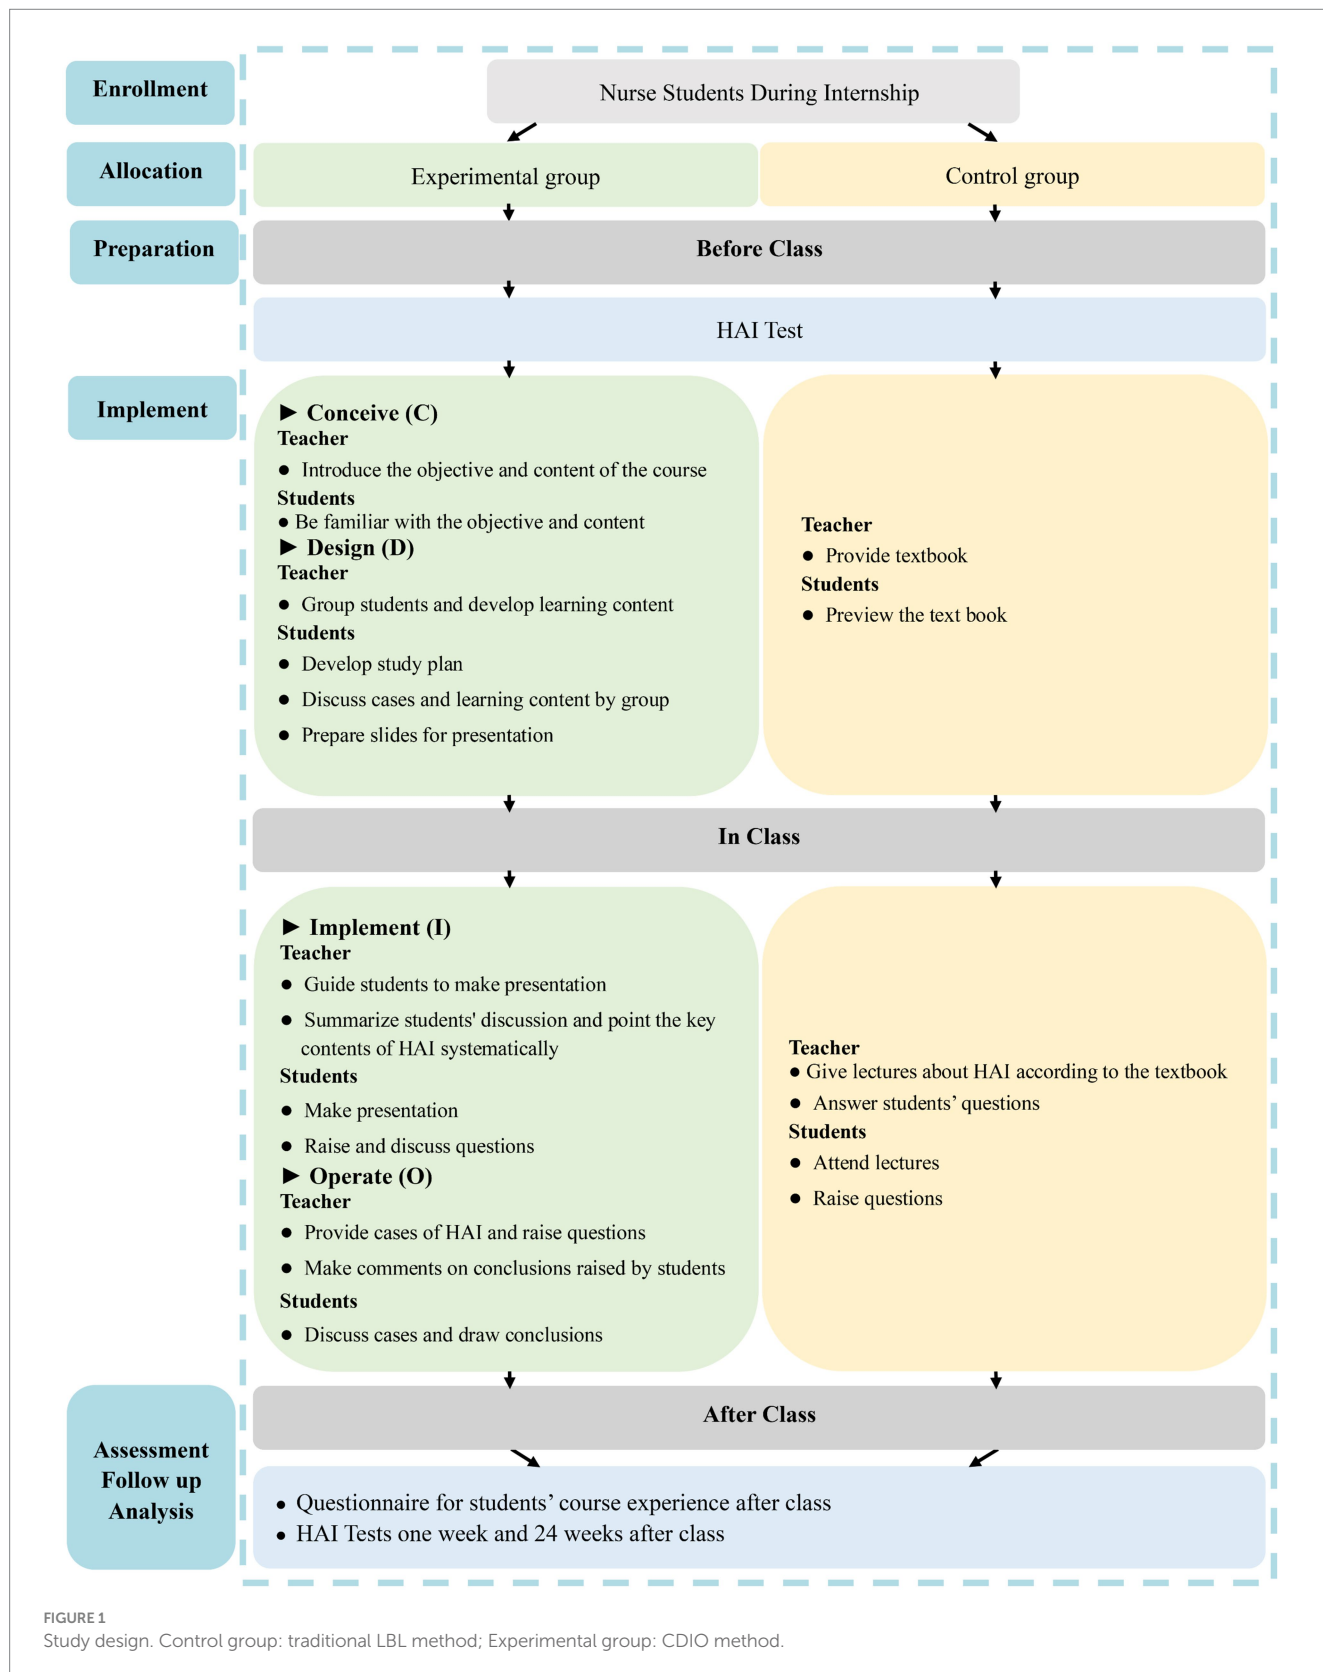 Enrollment
Nurse Students During Internship
Allocation
Experimental group
Control group
Preparation
Before Class
HAI Test
Implement
► Conceive (C)
Teacher
● Introduce the objective and content of the course
Students
● Be familiar with the objective and content
► Design (D)
Teacher
● Group students and develop learning content
Students
● Develop study plan
● Discuss cases and learning content by group
● Prepare slides for presentation
Teacher
● Provide textbook
Students
● Preview the text book
In Class
► Implement (I)
Teacher
● Guide students to make presentation
● Summarize students' discussion and point the key
contents of HAI systematically
Students
● Make presentation
● Raise and discuss questions
► Operate (O)
Teacher
● Provide cases of HAI and raise questions
● Make comments on conclusions raised by students
Students
● Discuss cases and draw conclusions
Teacher
● Give lectures about HAI according to the textbook
● Answer students’ questions
Students
● Attend lectures
● Raise questions
After Class
Assessment
Follow up
Analysis
● Questionnaire for students’ course experience after class
● HAI Tests one week and 24 weeks after class
FIGURE 1
Study design. Control group: traditional LBL method; Experimental group: CDIO method.